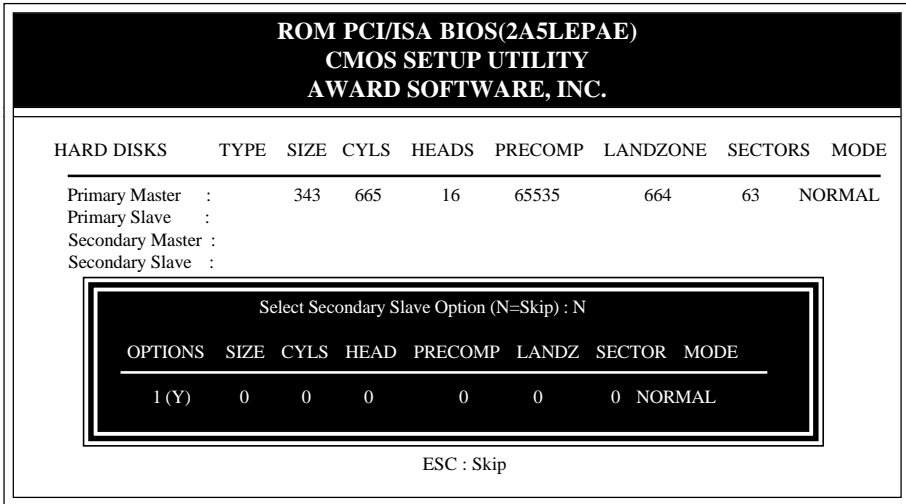 ROM PCI/ISA BIOS(2A5LEPAE)
CMOS SETUP UTILITY
AWARD SOFTWARE, INC.
HARD DISKS TYPE SIZE CYLS HEADS PRECOMP LANDZONE SECTORS MODE
Primary Master : 343 665 16 65535 664 63 NORMAL
Primary Slave :
Secondary Master :
Secondary Slave :
Select Secondary Slave Option (N=Skip) : N
OPTIONS SIZE CYLS HEAD PRECOMP LANDZ SECTOR MODE
1 (Y) 0 0 0 0 0 0 NORMAL
ESC : Skip